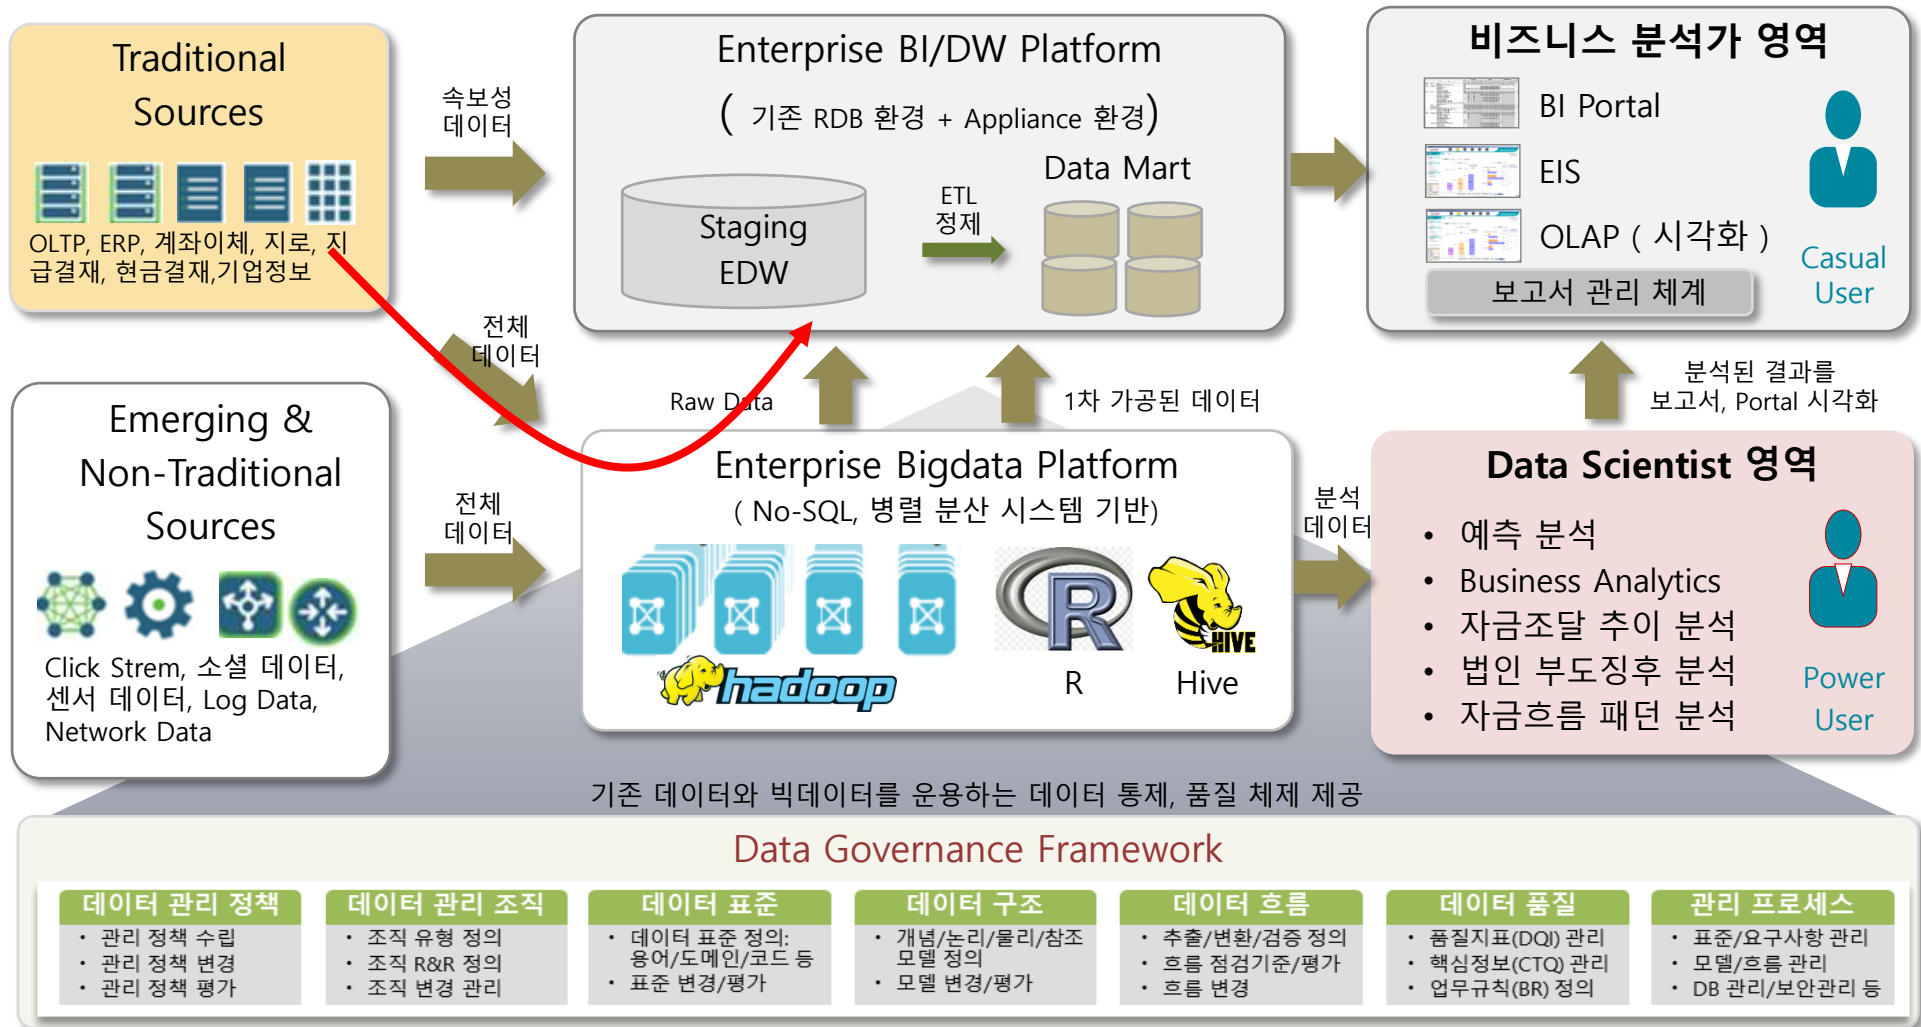 Traditional
Sources
OLTP, ERP, 계좌이체, 지로, 지
급결재, 현금결재,기업정보
속보성
데이터
Enterprise BI/DW Platform
( 기존 RDB 환경 + Appliance 환경)
Staging
EDW
ETL
정제
Data Mart
비즈니스 분석가 영역
BI Portal
EIS
OLAP ( 시각화 )
보고서 관리 체계
Casual
User
전체
데이터
Raw Data
1차 가공된 데이터
분석된 결과를
보고서, Portal 시각화
Emerging &
Non-Traditional
Sources
Click Strem, 소셜 데이터,
센서 데이터, Log Data,
Network Data
전체
데이터
Enterprise Bigdata Platform
( No-SQL, 병렬 분산 시스템 기반)
hadoop
R
R
HIVE
Hive
분석
데이터
Data Scientist 영역
• 예측 분석
• Business Analytics
• 자금조달 추이 분석
• 법인 부도징후 분석
• 자금흐름 패던 분석
Power
User
기존 데이터와 빅데이터를 운용하는 데이터 통제, 품질 체제 제공
Data Governance Framework
데이터 관리 정책
• 관리 정책 수립
• 관리 정책 변경
• 관리 정책 평가
데이터 관리 조직
• 조직 유형 정의
• 조직 R&R 정의
• 조직 변경 관리
데이터 표준
• 데이터 표준 정의:
용어/도메인/코드 등
• 표준 변경/평가
데이터 구조
• 개념/논리/물리/참조
모델 정의
• 모델 변경/평가
데이터 흐름
• 추출/변환/검증 정의
• 흐름 점검기준/평가
• 흐름 변경
데이터 품질
• 품질지표(DQI) 관리
• 핵심정보(CTQ) 관리
• 업무규칙(BR) 정의
관리 프로세스
• 표준/요구사항 관리
• 모델/흐름 관리
• DB 관리/보안관리 등